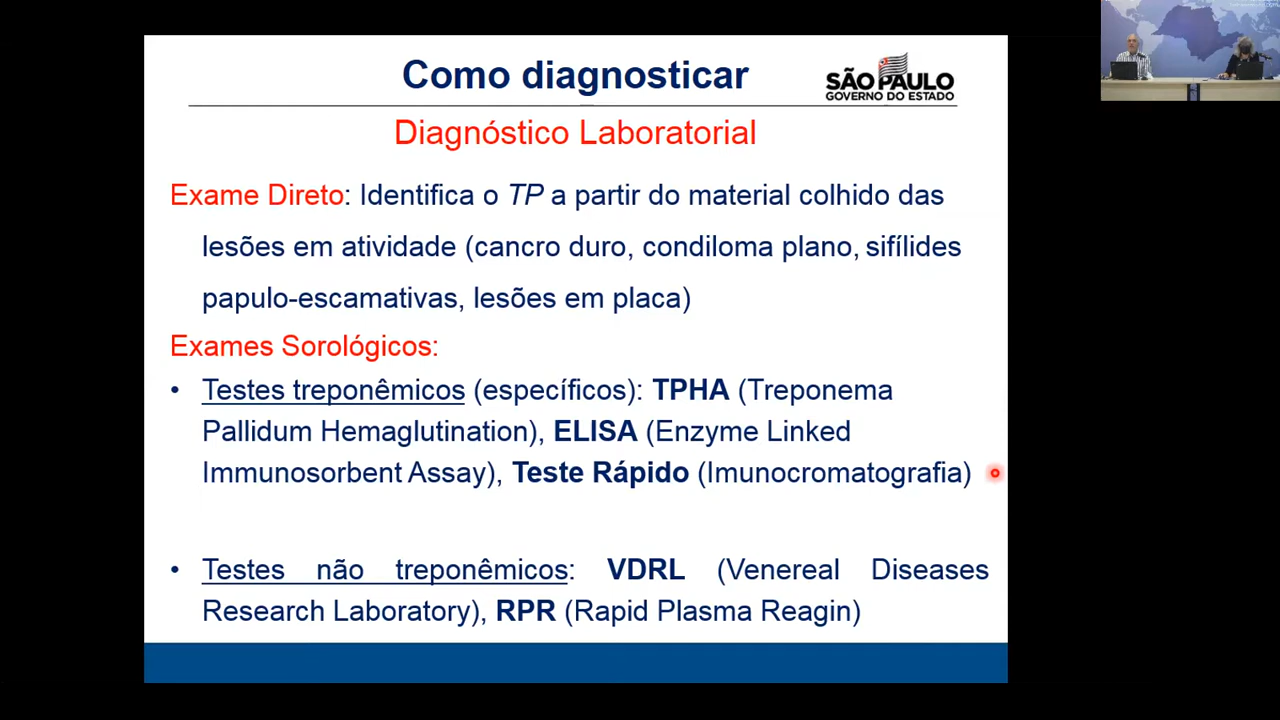 Como diagnosticar
SÃO PAULO
GOVERNO DO ESTADO
Diagnóstico Laboratorial
Exame Direto: Identifica o TP a partir do material colhido das
lesões em atividade (cancro duro, condiloma plano, sifílides
papulo-escamativas, lesões em placa)
Exames Sorológicos:
• Testes treponêmicos (específicos): TPHA (Treponema
Pallidum Hemaglutination), ELISA (Enzyme Linked
Immunosorbent Assay), Teste Rápido (Imunocromatografia)
• Testes não treponêmicos: VDRL (Venereal Diseases
Research Laboratory), RPR (Rapid Plasma Reagin)